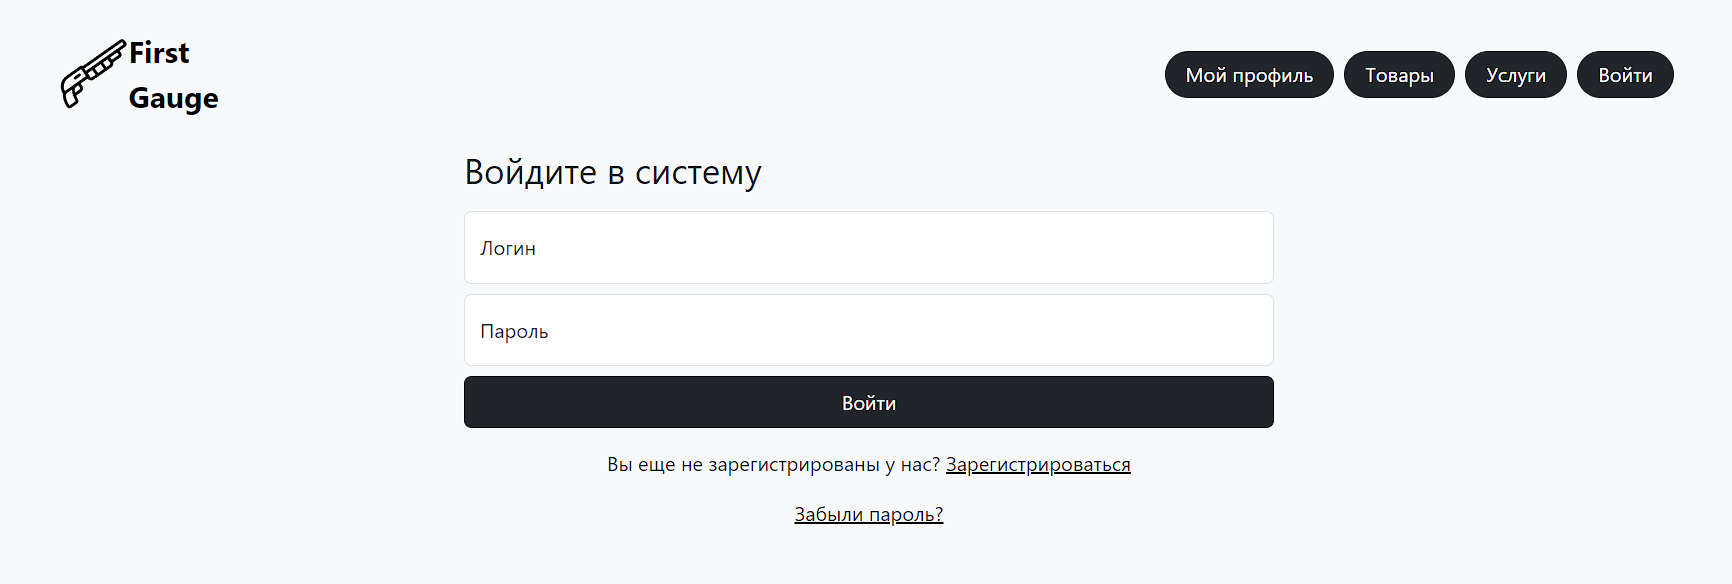 First
Gauge
Мой профиль Товары Услуги Войти
Войдите в систему
Логин
Пароль
Войти
Вы еще не зарегистрированы у нас? Зарегистрироваться
Забыли пароль?